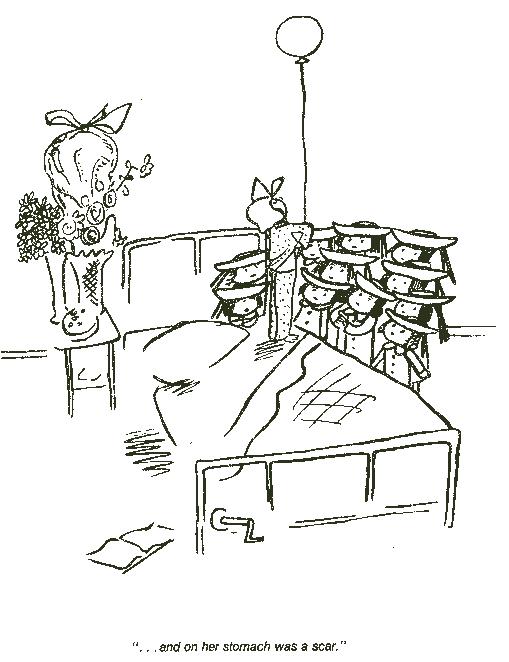 “. . . and on her stomach was a scar.”